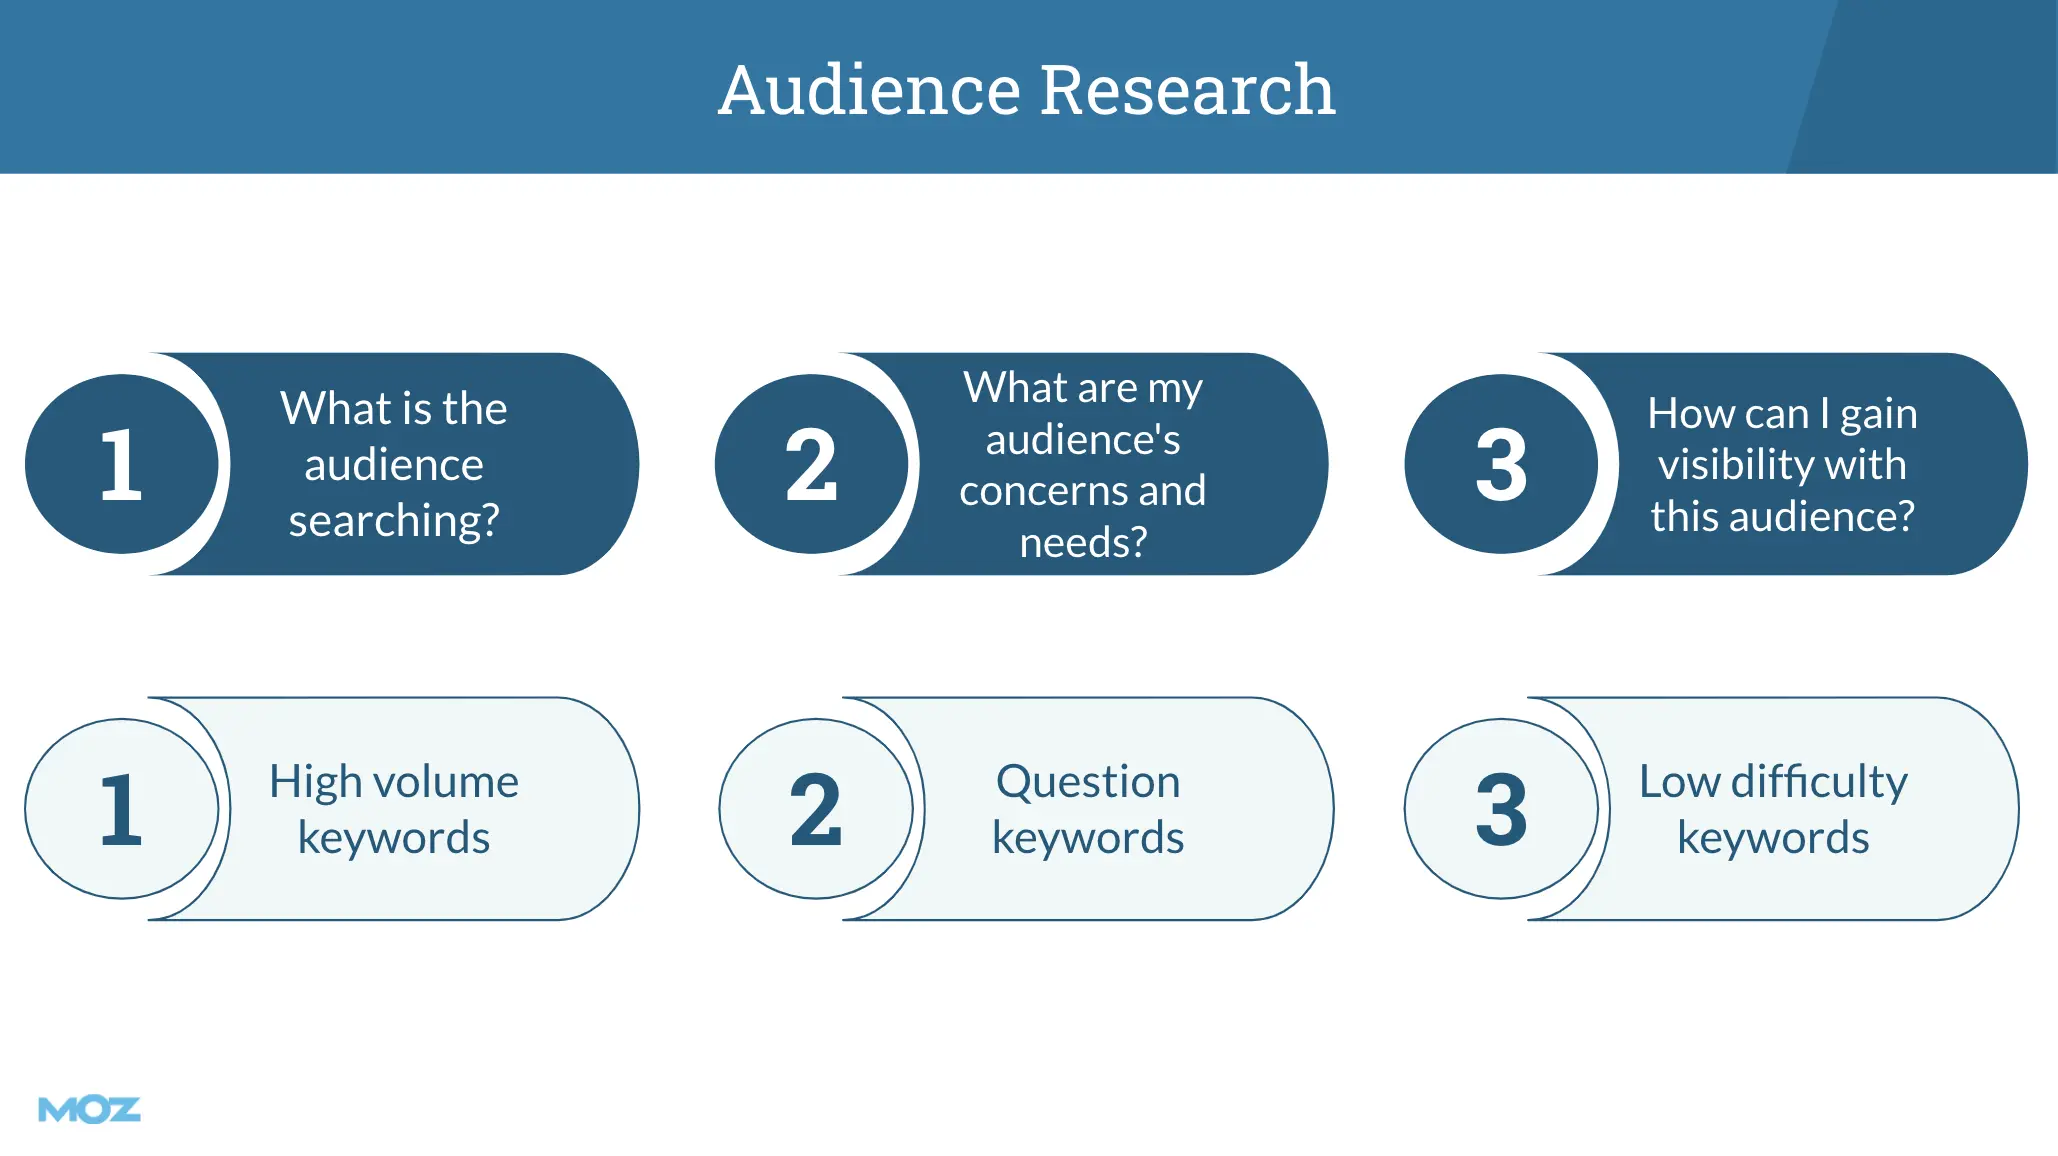 Audience Research
1
What is the
audience
searching?
2
What are my
audience's
concerns and
needs?
3
How can I gain
visibility with
this audience?
1
High volume
keywords
2
Question
keywords
3
Low difficulty
keywords
MOZ